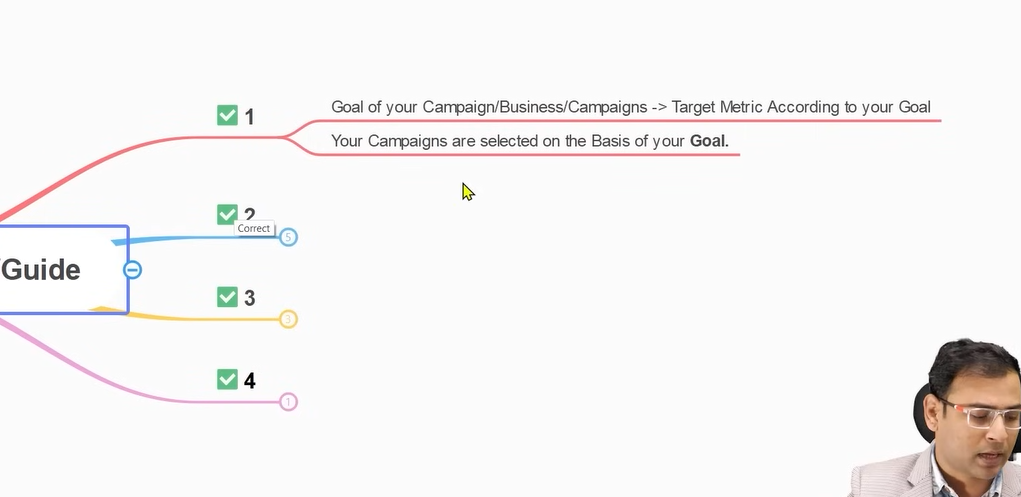 1
Goal of your Campaign/Business/Campaigns -> Target Metric According to your Goal
Your Campaigns are selected on the Basis of your Goal.
2
Correct
5
Guide
3
3
4
1